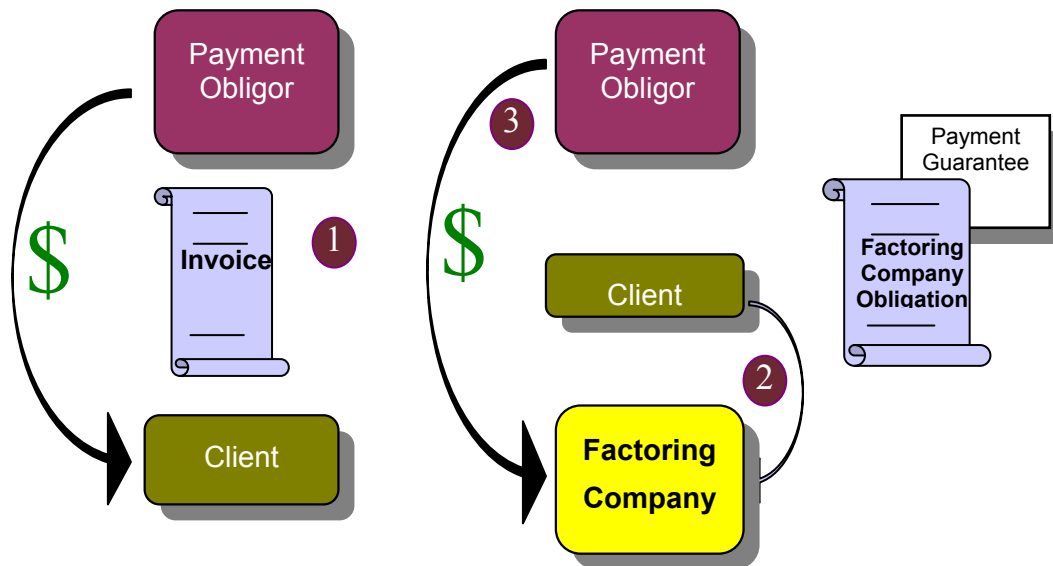 Payment
Obligor
$
Invoice
1
Client
Payment
Obligor
3
$
Client
2
Factoring
Company
Payment
Guarantee
Factoring
Company
Obligation